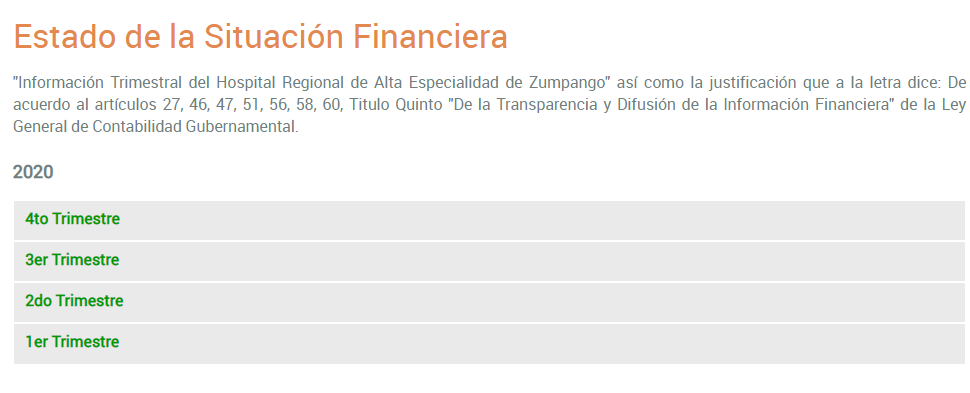 Estado de la Situación Financiera
"Información Trimestral del Hospital Regional de Alta Especialidad de Zumpango" así como la justificación que a la letra dice: De
acuerdo al artículos 27, 46, 47, 51, 56, 58, 60, Titulo Quinto "De la Transparencia y Difusión de la Información Financiera" de la Ley
General de Contabilidad Gubernamental.
2020
4to Trimestre
3er Trimestre
2do Trimestre
1er Trimestre